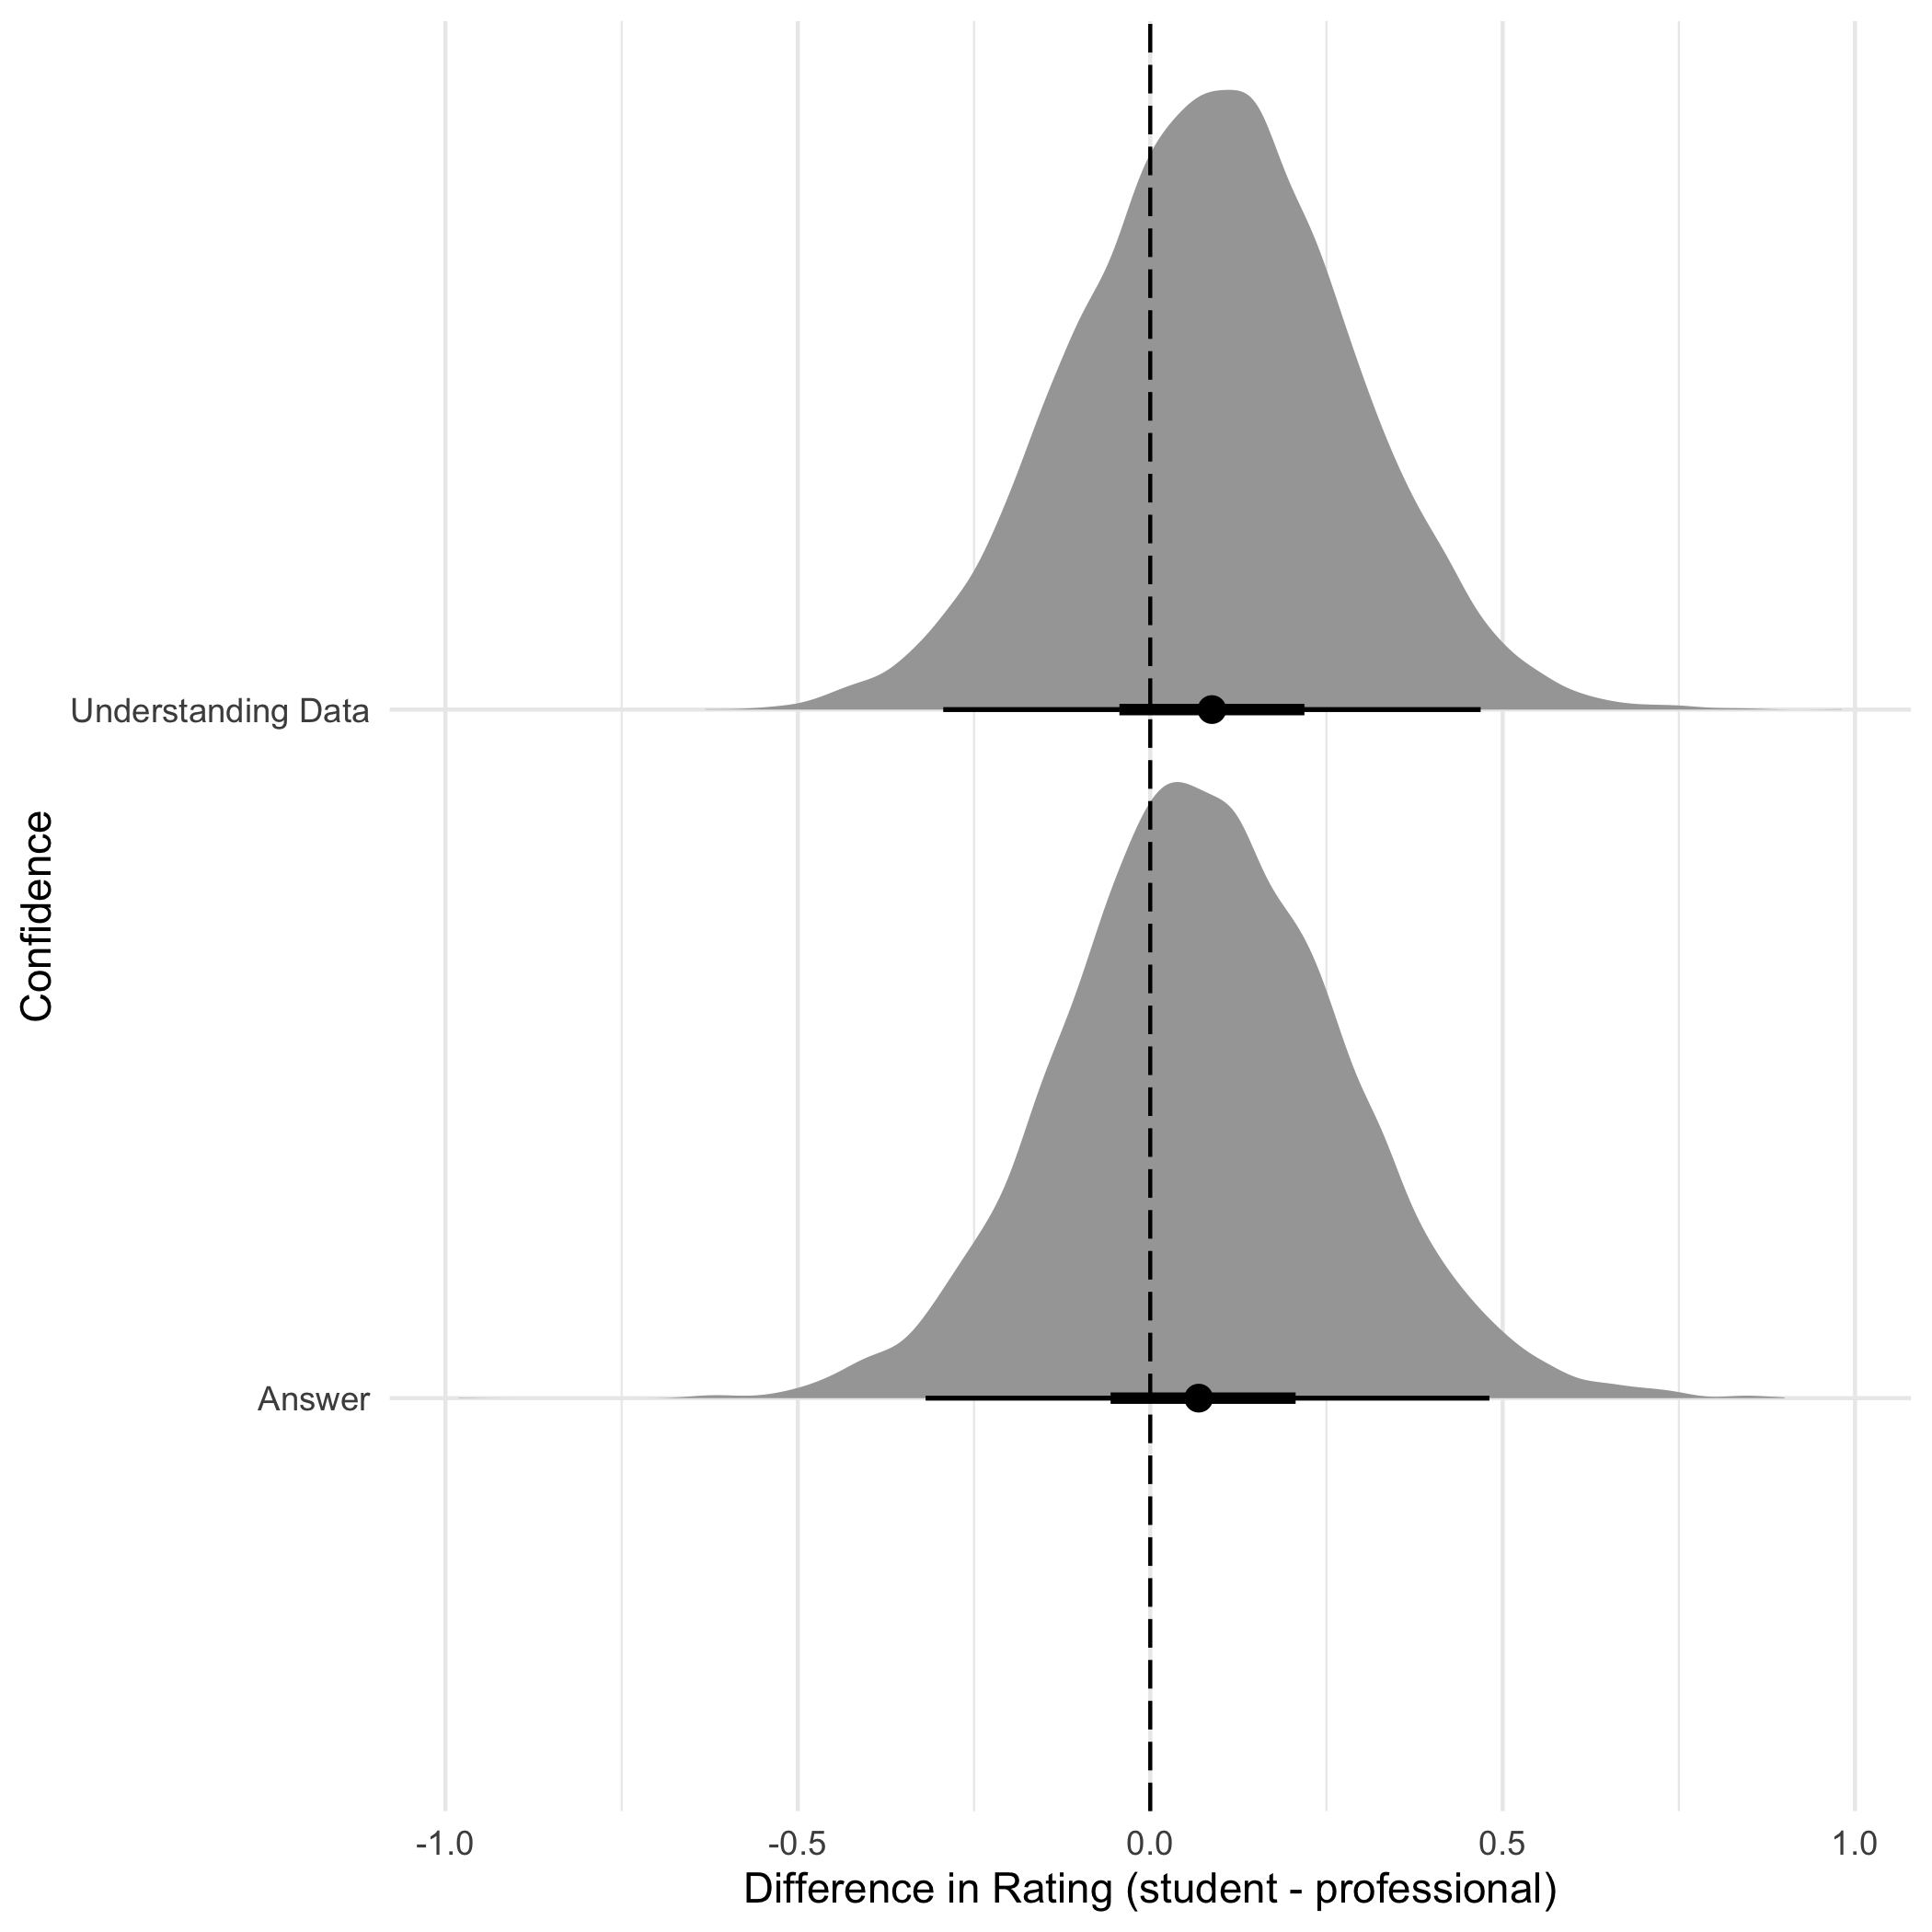 Understanding Data
Confidence
Answer
-1.0
-0.5
0.0
0.5
1.0
Difference in Rating (student - professional)